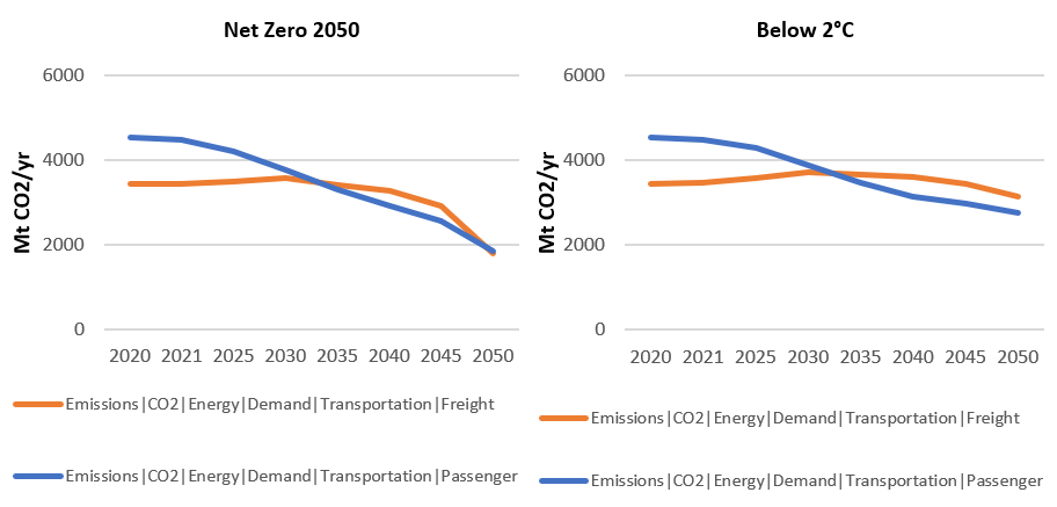 Net Zero 2050
Mt CO2/yr
6000
4000
2000
0
2020 2021 2025 2030 2035 2040 2045 2050
Emissions|CO2|Energy|Demand|Transportation|Freight
Emissions|CO2|Energy|Demand|Transportation|Passenger
Below 2°C
Mt CO2/yr
6000
4000
2000
0
2020 2021 2025 2030 2035 2040 2045 2050
Emissions|CO2|Energy|Demand|Transportation|Freight
Emissions|CO2|Energy|Demand|Transportation|Passenger